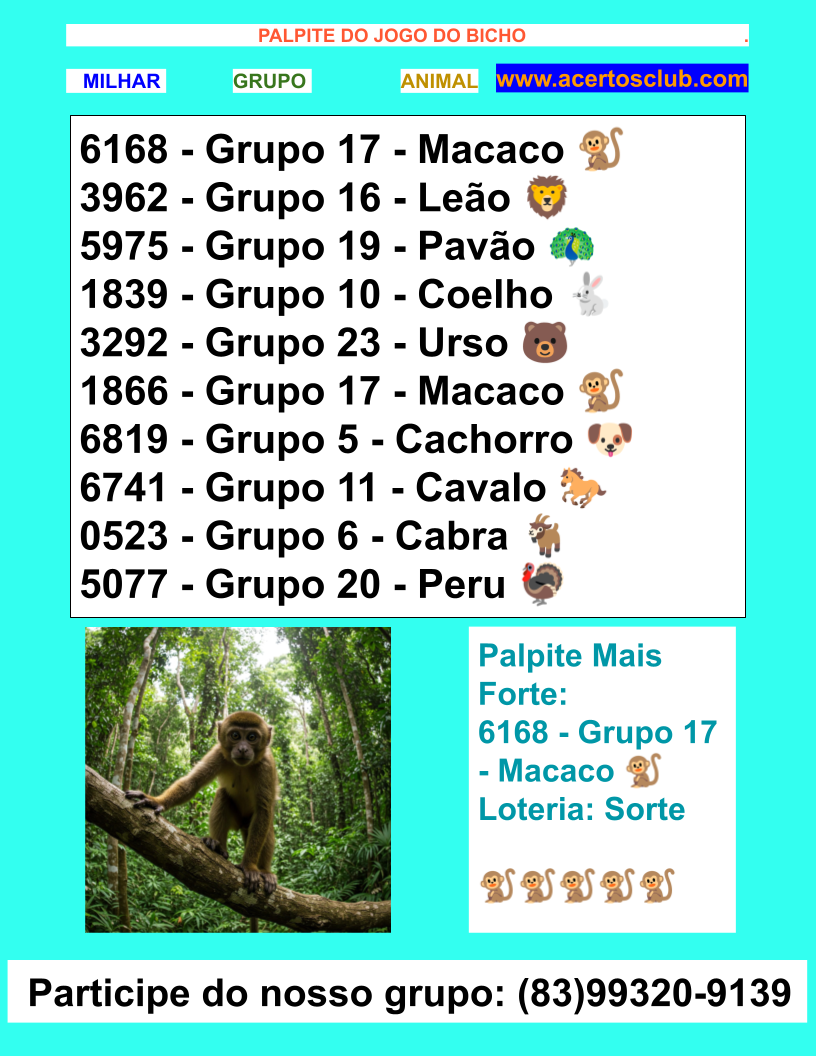 PALPITE DO JOGO DO BICHO .
MILHAR GRUPO ANIMAL www.acertosclub.com
6168 - Grupo 17 - Macaco 🐒
3962 - Grupo 16 - Leão 🦁
5975 - Grupo 19 - Pavão 🦚
1839 - Grupo 10 - Coelho 🐇
3292 - Grupo 23 - Urso 🐻
1866 - Grupo 17 - Macaco 🐒
6819 - Grupo 5 - Cachorro 🐶
6741 - Grupo 11 - Cavalo 🐎
0523 - Grupo 6 - Cabra 🐐
5077 - Grupo 20 - Peru 🦃
Palpite Mais
Forte:
6168 - Grupo 17
- Macaco 🐒
Loteria: Sorte
🐒🐒🐒🐒🐒
Participe do nosso grupo: (83)99320-9139